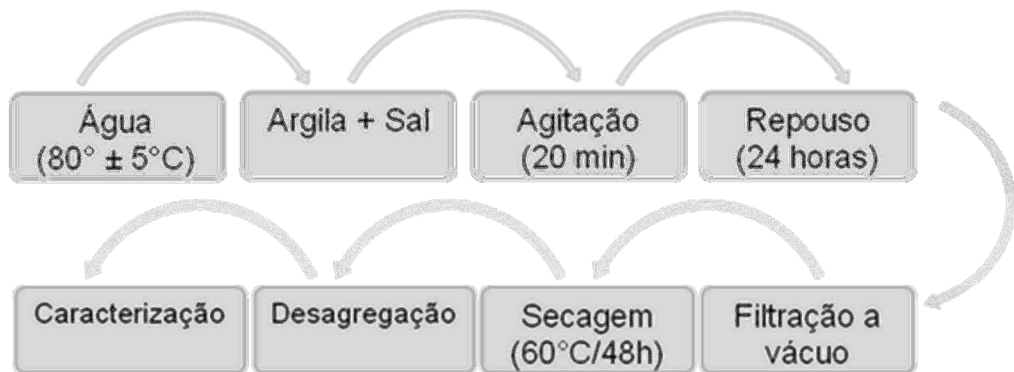 Água
(80° ± 5°C)
Argila + Sal
Agitação
(20 min)
Repouso
(24 horas)
Filtração a
vácuo
Secagem
(60°C/48h)
Desagregação
Caracterização